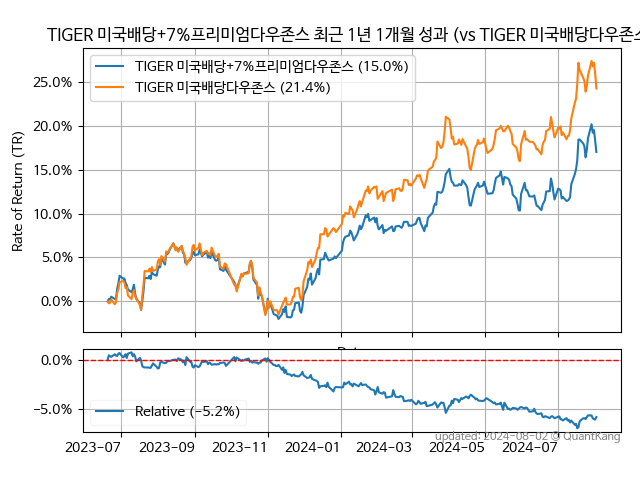 TIGER 미국배당+7%프리미엄다우존스 최근 1년 1개월 성과 (vs TIGER 미국배당다우존스
TIGER 미국배당+7%프리미엄다우존스 (15.0%)
TIGER 미국배당다우존스 (21.4%)
Rate of Return (TR)
25.0%
20.0%
15.0%
10.0%
5.0%
0.0%
0.0%
−5.0%
Relative (−5.2%)
2023-07 2023-09 2023-11 2024-01 2024-03 2024-05 2024-07
updated: 2024-08-02 © QuantKang